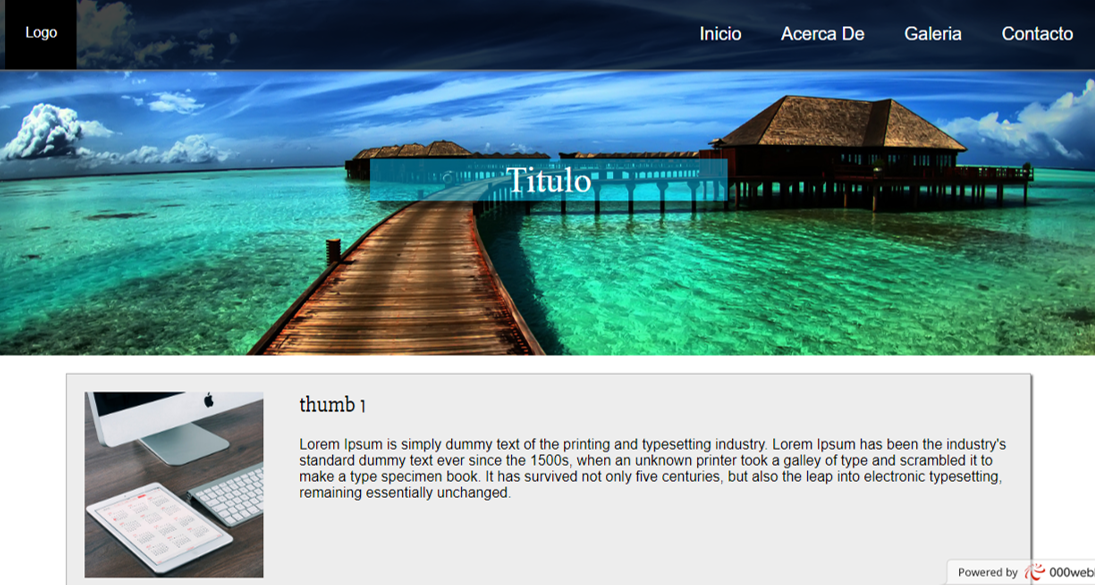 Logo
Inicio Acerca De Galeria Contacto
Titulo
thumb 1
Lorem Ipsum is simply dummy text of the printing and typesetting industry. Lorem Ipsum has been the industry's
standard dummy text ever since the 1500s, when an unknown printer took a galley of type and scrambled it to
make a type specimen book. It has survived not only five centuries, but also the leap into electronic typesetting,
remaining essentially unchanged.
Powered by 000web